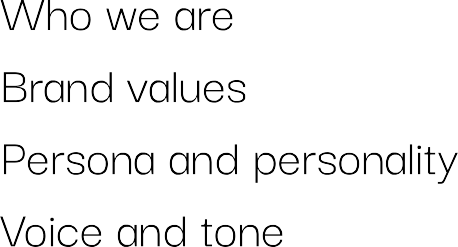 Who we are
Brand values
Persona and personality
Voice and tone